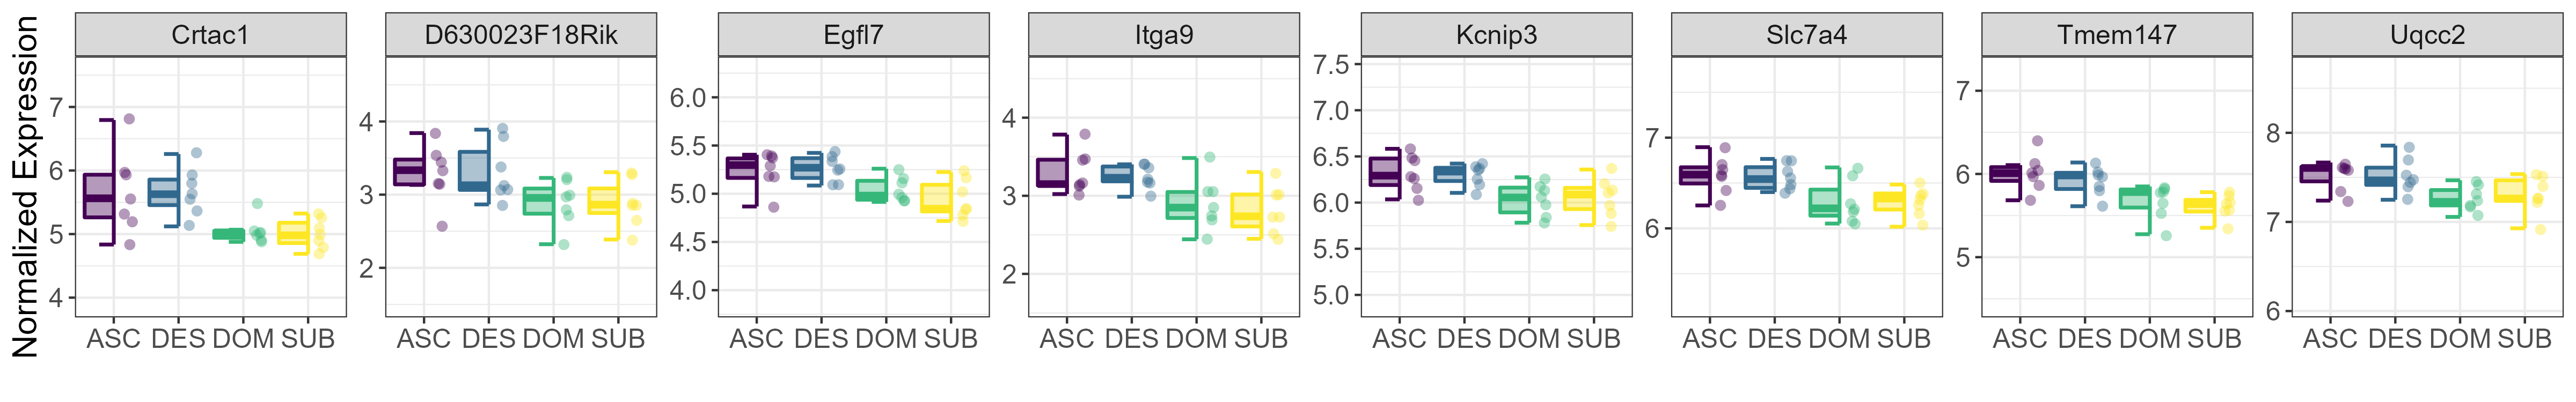 Normalized Expression
Crtac1
7
6
5
4
ASC DES DOM SUB
D630023F18Rik
4
3
2
ASC DES DOM SUB
Egfl7
6.0
5.5
5.0
4.5
4.0
ASC DES DOM SUB
Itga9
4
3
2
ASC DES DOM SUB
Kcnip3
7.5
7.0
6.5
6.0
5.5
5.0
ASC DES DOM SUB
Slc7a4
7
6
ASC DES DOM SUB
Tmem147
7
6
5
ASC DES DOM SUB
Uqcc2
8
7
6
ASC DES DOM SUB